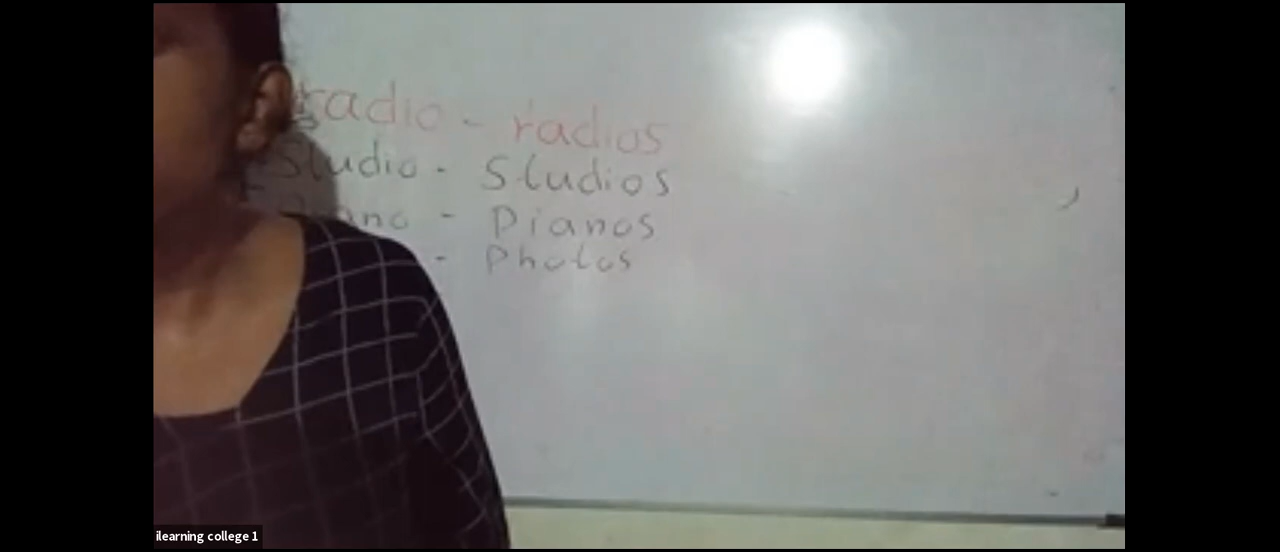 radio - radios
Studio - Studios
- Pianos
- Photos
ilearning college 1